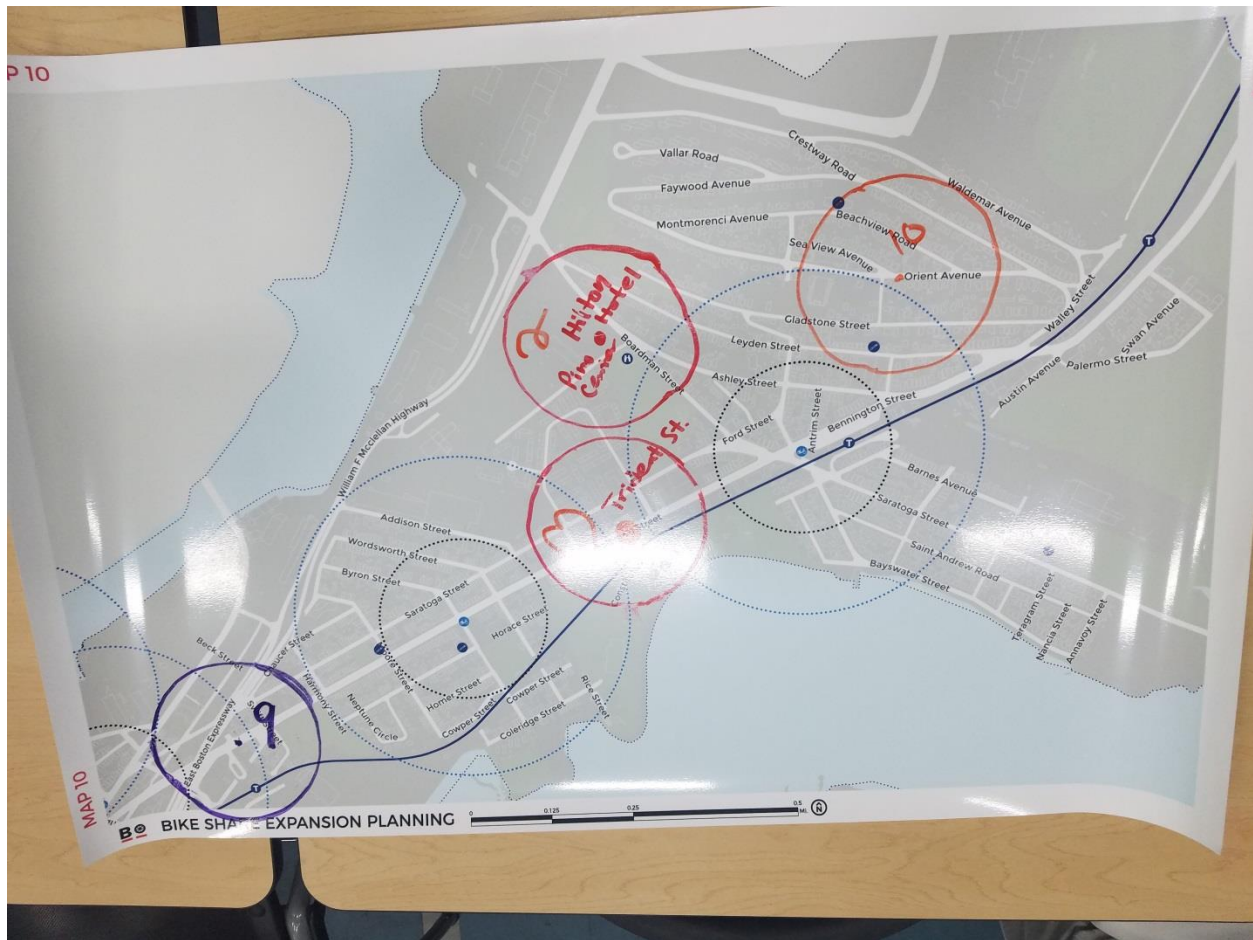 P 10
Vallar Road
Crestway Road
Faywood Avenue
Waldemar Avenue
Montmorenci Avenue
Beachview Road
10
Sea View Avenue
Orient Avenue
Hilton
Hotel
2
Boardman Street
Gladstone Street
Leyden Street
Walley Street
Swan Avenue
Palermo Street
Austin Avenue
Ashley Street
Ford Street
Antrim Street
Bennington Street
T
T
H
William F Mcclellan Highway
Trident St.
3
Street
Barnes Avenue
Saratoga Street
Saint Andrew Road
Bayswater Street
Teragram Street
Nancia Street
Annavoy Street
Addison Street
Wordsworth Street
Byron Street
Saratoga Street
Horace Street
Homer Street
Cowper Street
Cowper Street
Rice Street
Coleridge Street
Neptune Circle
Harmony Street
Beck Street
East Boston Expressway
9
T
MAP 10
BO BIKE SHARE EXPANSION PLANNING
0 0.125 0.25 0.5 MI. N